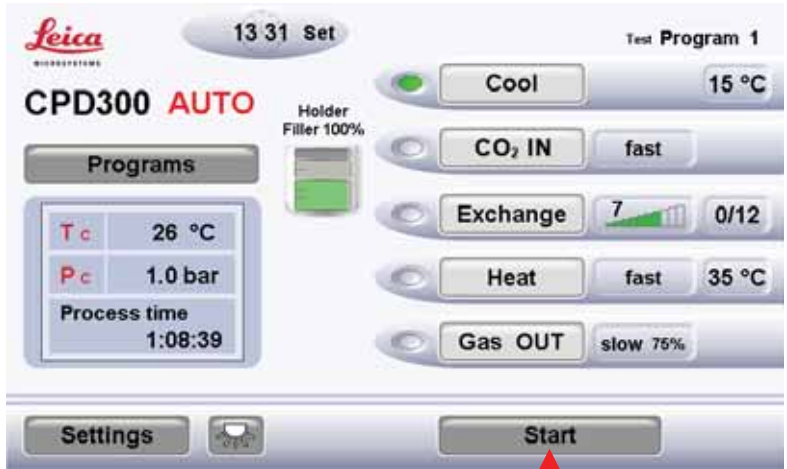 Leica
MICROSYSTEMS
13 31 Set
Test Program 1
CPD300 AUTO
Holder
Filler 100%
Programs
Tc 26 °C
Pc 1.0 bar
Process time
1:08:39
Cool 15 °C
CO₂ IN fast
Exchange 7 0/12
Heat fast 35 °C
Gas OUT slow 75%
Settings
Start